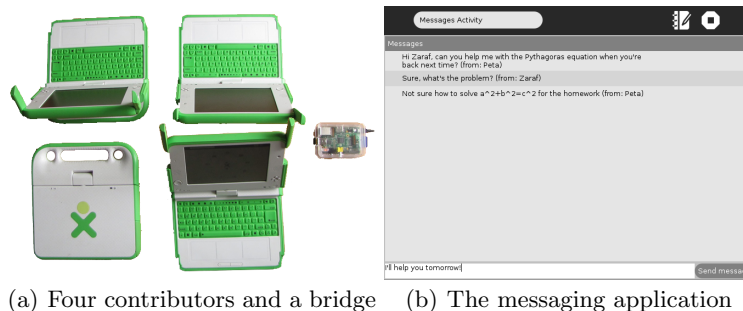 Messages Activity
Messages
Hi Zaraf, can you help me with the Pythagoras equation when you're
back next time? (from: Peta)
Sure, what's the problem? (from: Zaraf)
Not sure how to solve a^2+b^2=c^2 for the homework (from: Peta)
I'll help you tomorrow!
Send messa
(a) Four contributors and a bridge
(b) The messaging application